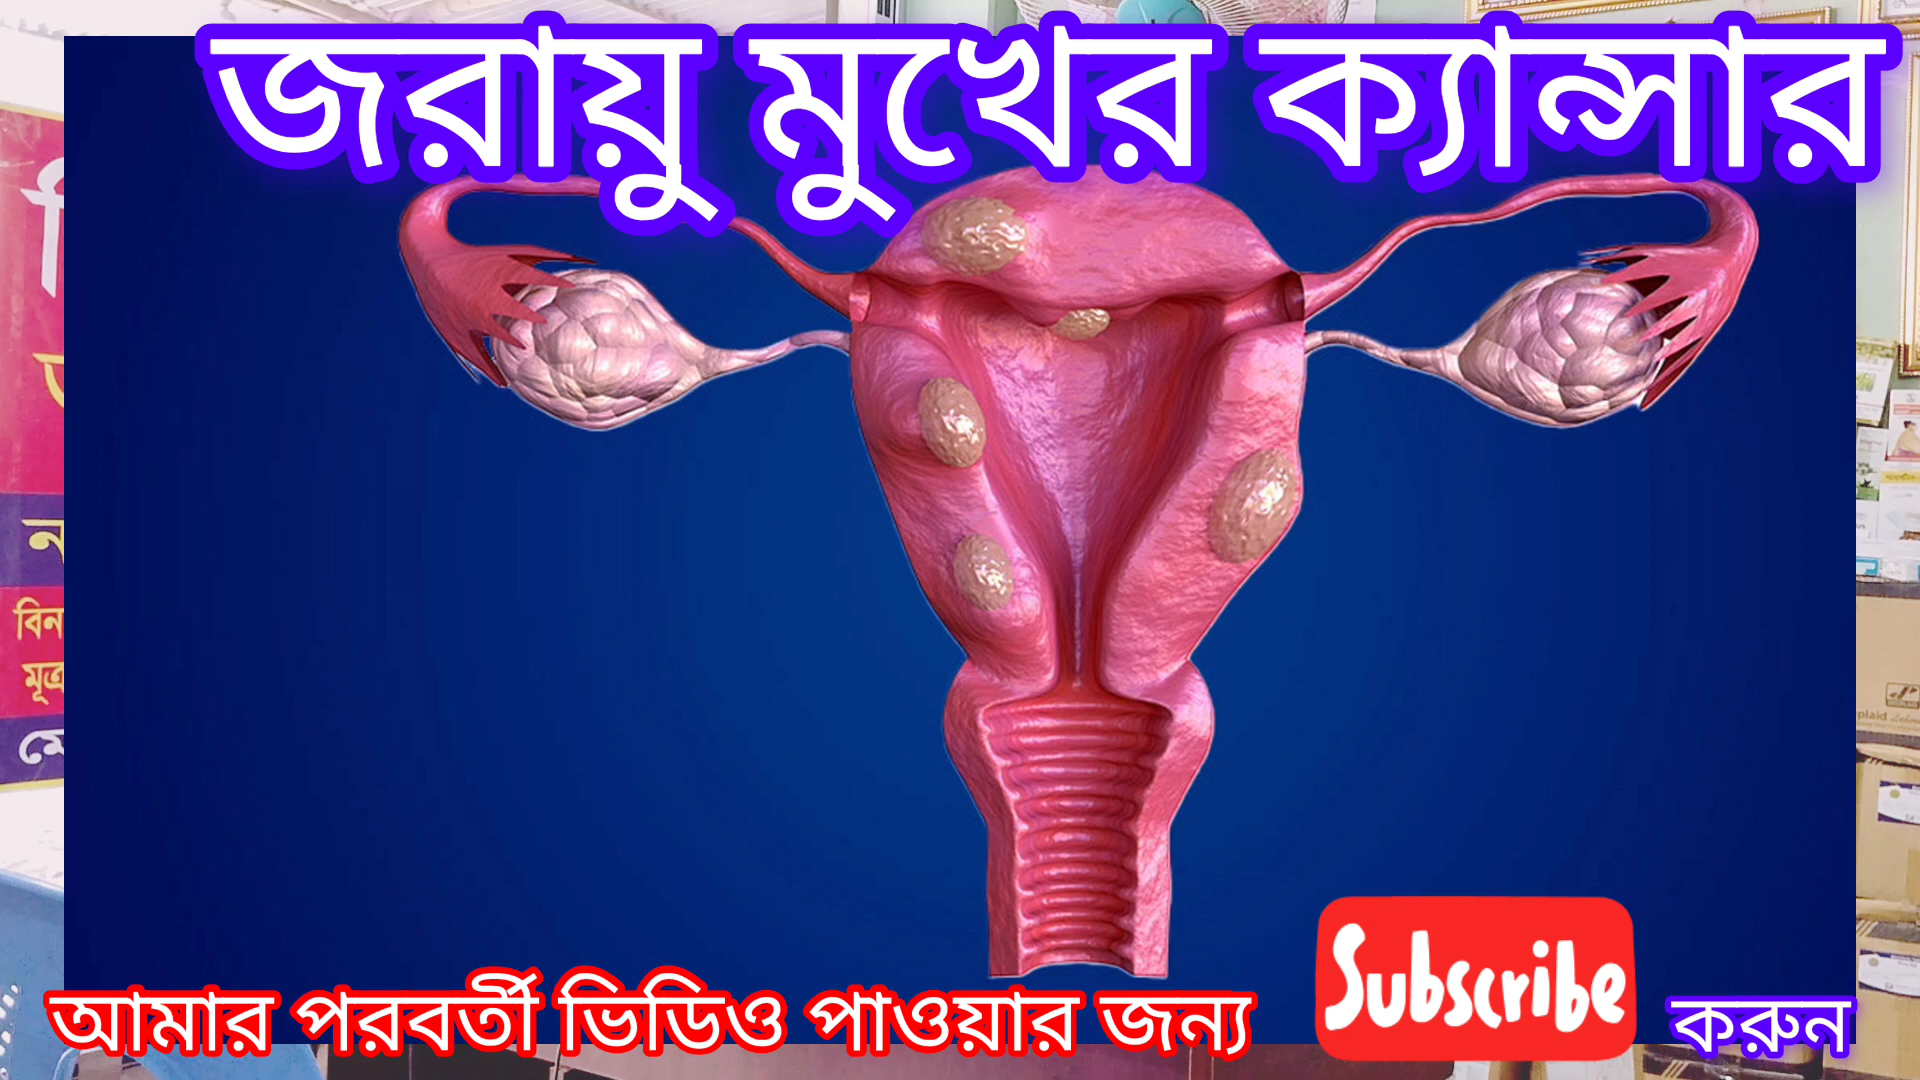 জরায়ু মুখের ক্যান্সার
বিন
মূত্র
আমার পরবর্তী ভিডিও পাওয়ার জন্য Subscribe করুন